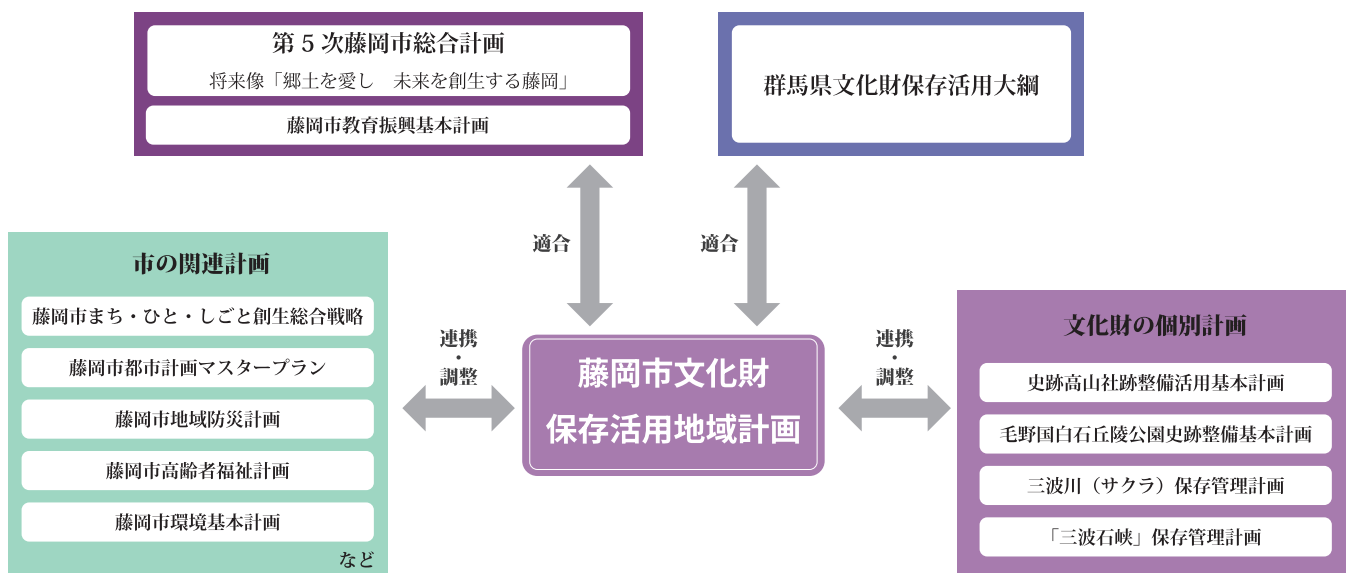 第5次藤岡市総合計画
将来像「郷土を愛し　未来を創生する藤岡」
藤岡市教育振興基本計画
群馬県文化財保存活用大綱
適合
適合
市の関連計画
藤岡市まち・ひと・しごと創生総合戦略
藤岡市都市計画マスタープラン
藤岡市地域防災計画
藤岡市高齢者福祉計画
藤岡市環境基本計画
など
連携
・
調整
藤岡市文化財
保存活用地域計画
連携
・
調整
文化財の個別計画
史跡高山社跡整備活用基本計画
毛野国白石丘陵公園史跡整備基本計画
三波川（サクラ）保存管理計画
「三波石峡」保存管理計画